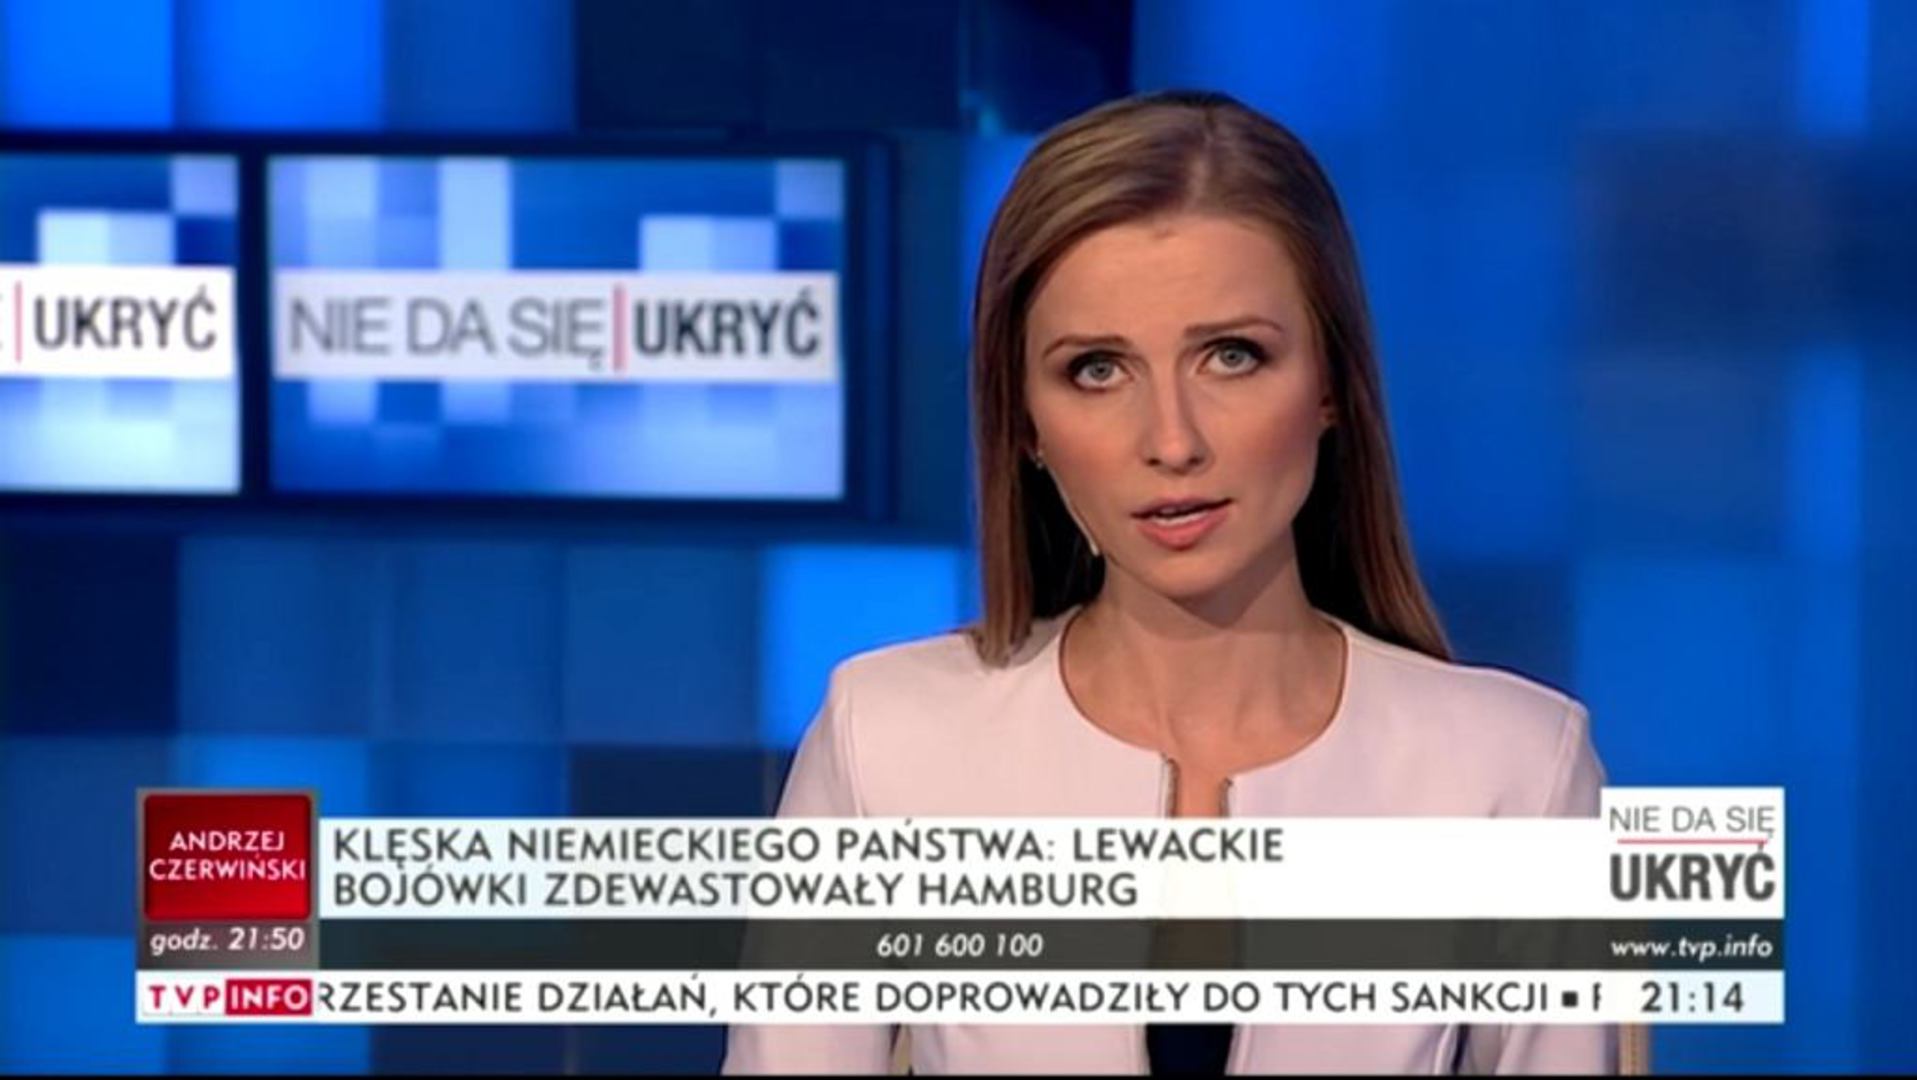 UKRYĆ
NIE DA SIĘ UKRYĆ
ANDRZEJ
CZERWIŃSKI
godz. 21:50
KLĘSKA NIEMIECKIEGO PAŃSTWA: LEWACKIE
BOJÓWKI ZDEWASTOWAŁY HAMBURG
NIE DA SIĘ
UKRYĆ
601 600 100
www.tvp.info
TVP INFO
RZESTANIE DZIAŁAŃ, KTÓRE DOPROWADZIŁY DO TYCH SANKCJI ■
21:14